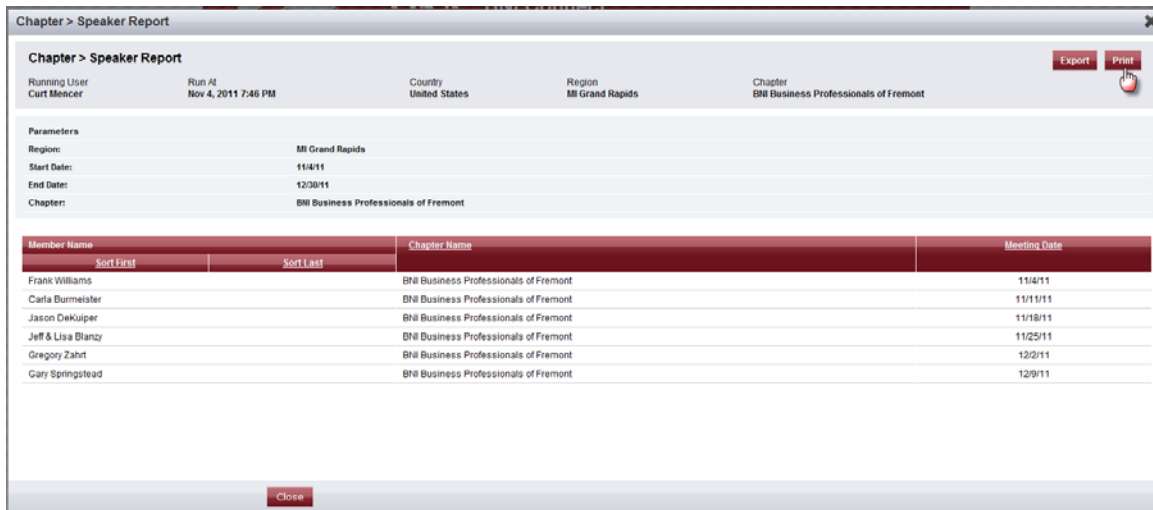 Chapter > Speaker Report
Chapter > Speaker Report
Export Print
Running User Run At Country Region Chapter
Curt Mencer Nov 4, 2011 7:46 PM United States MI Grand Rapids BNI Business Professionals of Fremont
Parameters
Region: MI Grand Rapids
Start Date: 11/4/11
End Date: 12/30/11
Chapter: BNI Business Professionals of Fremont
Member Name Chapter Name Meeting Date
Sort First Sort Last
Frank Williams BNI Business Professionals of Fremont 11/4/11
Carla Burmeister BNI Business Professionals of Fremont 11/11/11
Jason DeKuiper BNI Business Professionals of Fremont 11/18/11
Jeff & Lisa Blanzy BNI Business Professionals of Fremont 11/25/11
Gregory Zahrt BNI Business Professionals of Fremont 12/2/11
Gary Springstead BNI Business Professionals of Fremont 12/9/11
Close